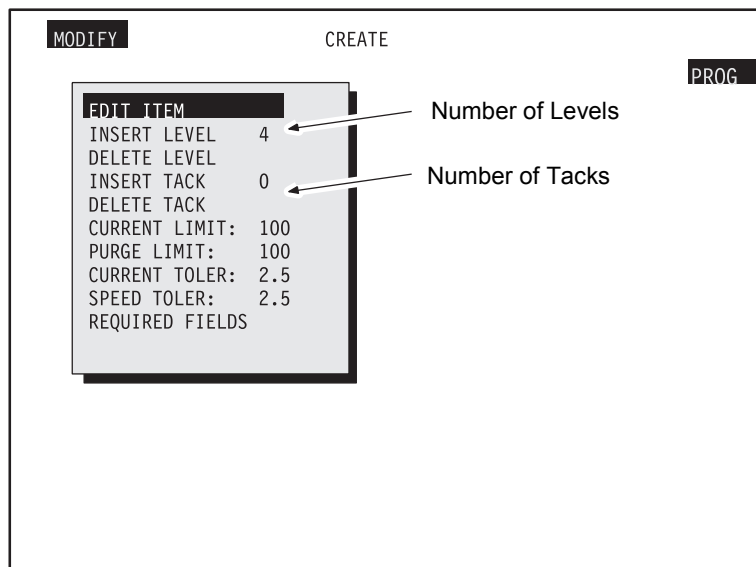 MODIFY CREATE
PROG
EDIT ITEM
INSERT LEVEL 4
DELETE LEVEL
INSERT TACK 0
DELETE TACK
CURRENT LIMIT: 100
PURGE LIMIT: 100
CURRENT TOLER: 2.5
SPEED TOLER: 2.5
REQUIRED FIELDS
Number of Levels
Number of Tacks